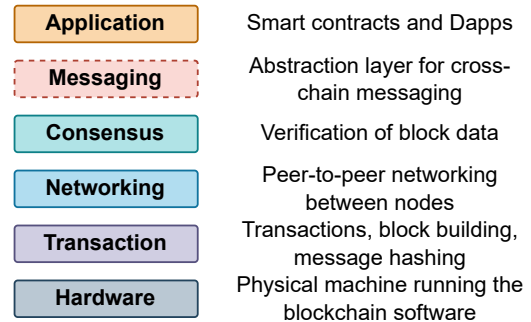 Application
Smart contracts and Dapps
Messaging
Abstraction layer for cross-
chain messaging
Consensus
Verification of block data
Networking
Peer-to-peer networking
between nodes
Transaction
Transactions, block building,
message hashing
Hardware
Physical machine running the
blockchain software